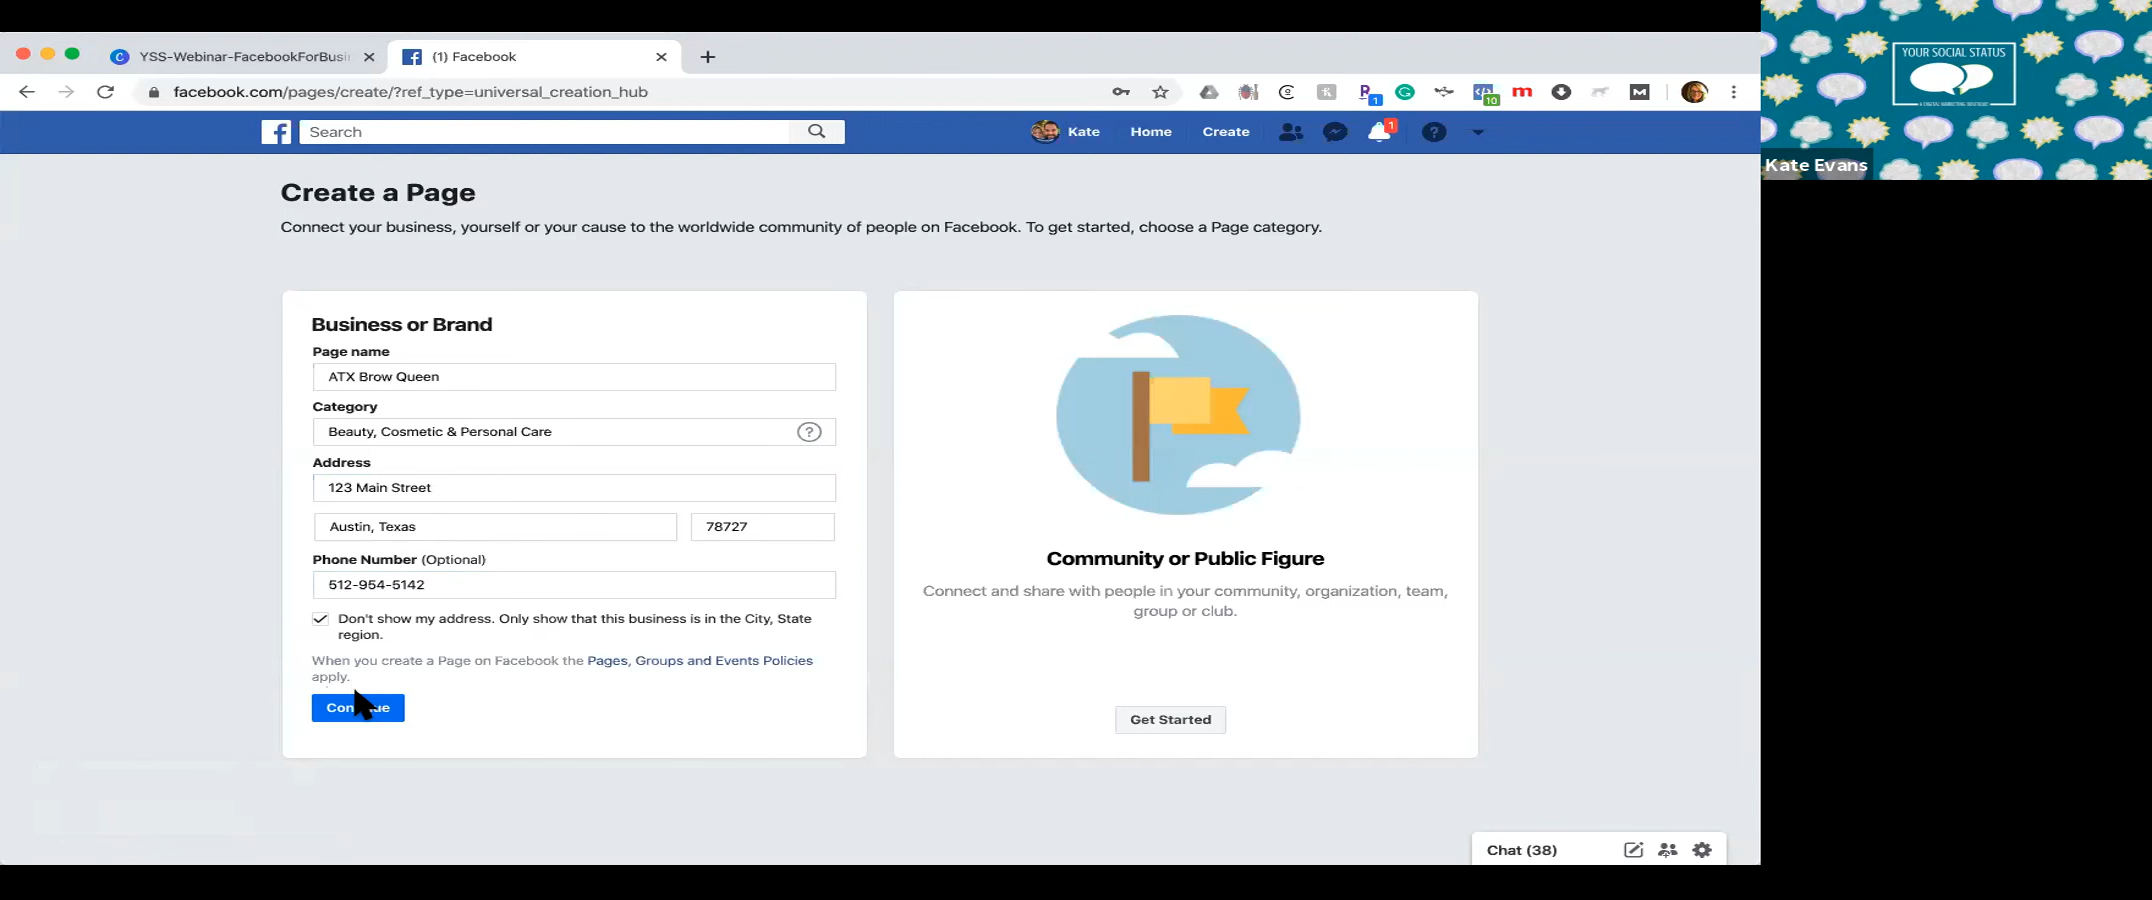 YSS-Webinar-FacebookForBusin
(1) Facebook
facebook.com/pages/create/?ref_type=universal_creation_hub
10
1
Search
Kate
Home
Create
1
YOUR SOCIAL STATUS
Kate Evans
Create a Page
Connect your business, yourself or your cause to the worldwide community of people on Facebook. To get started, choose a Page category.
Business or Brand
Page name
ATX Brow Queen
Category
Beauty, Cosmetic & Personal Care
?
Address
123 Main Street
Austin, Texas
78727
Phone Number (Optional)
512-954-5142
Don't show my address. Only show that this business is in the City, State
region.
When you create a Page on Facebook the Pages, Groups and Events Policies
apply.
Community or Public Figure
Connect and share with people in your community, organization, team,
group or club.
Get Started
Chat (38)